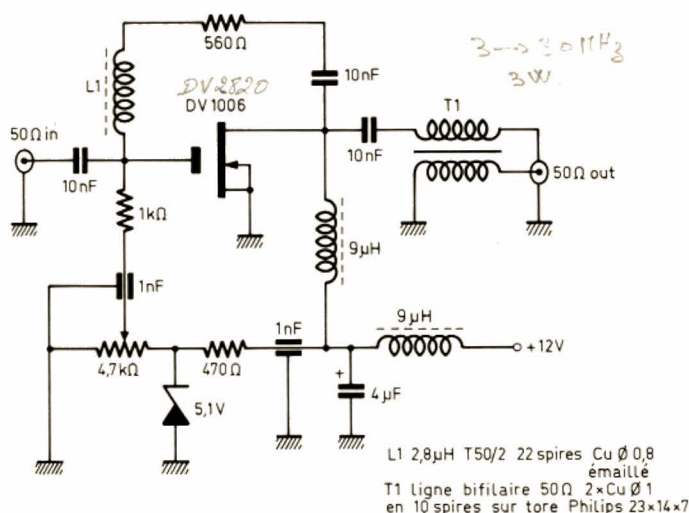 560Ω
3→30MHz
3W
L1
10nF
DV2820
DV1006
T1
50Ω in
10nF
10nF
50Ω out
1kΩ
9µH
1nF
1nF
9µH
+12V
4,7kΩ
470Ω
+
4µF
5,1V
L1 2,8µH T50/2 22 spires Cu Ø 0,8
émaillé
T1 ligne bifilaire 50Ω 2×Cu Ø 1
en 10 spires sur tore Philips 23×14×7